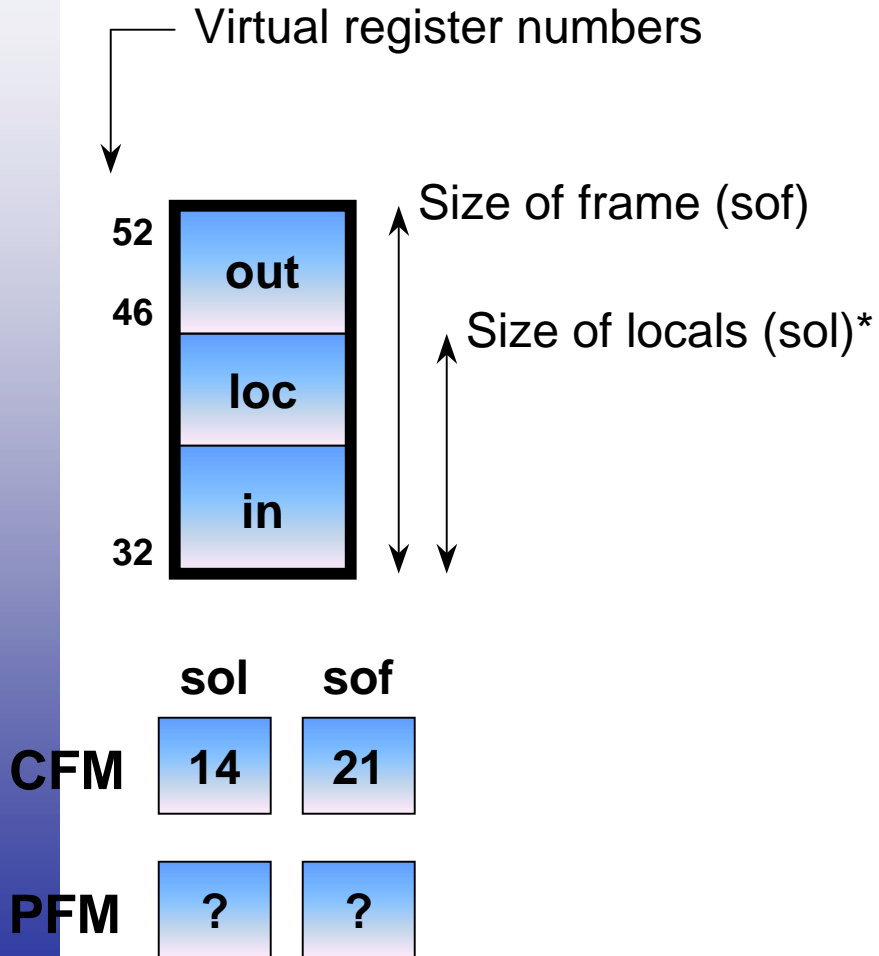 Virtual register numbers
Size of frame (sof)
52
out
46
Size of locals (sol)*
loc
in
32
sol sof
CFM 14 21
PFM ? ?